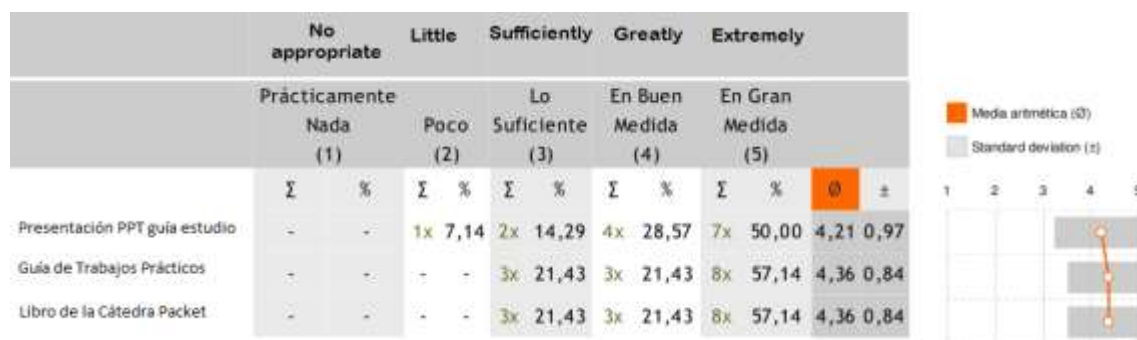 No appropriate Little Sufficiently Greatly Extremely
Prácticamente Nada (1) Poco (2) Lo Suficiente (3) En Buen Medida (4) En Gran Medida (5)
Σ % Σ % Σ % Σ % Σ % Ø ±
Presentación PPT guía estudio - - 1x 7,14 2x 14,29 4x 28,57 7x 50,00 4,21 0,97
Guía de Trabajos Prácticos - - - - 3x 21,43 3x 21,43 8x 57,14 4,36 0,84
Libro de la Cátedra Packet - - - - 3x 21,43 3x 21,43 8x 57,14 4,36 0,84
Media aritmética (Ø)
Standard deviation (±)
1 2 3 4 5